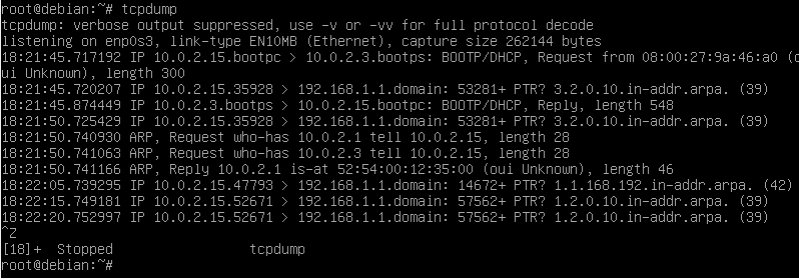 root@debian:~# tcpdump
tcpdump: verbose output suppressed, use -v or -vv for full protocol decode
listening on enp0s3, link-type EN10MB (Ethernet), capture size 262144 bytes
18:21:45.717192 IP 10.0.2.15.bootpc > 10.0.2.3.bootps: BOOTP/DHCP, Request from 08:00:27:9a:46:a0 (o
ui Unknown), length 300
18:21:45.720207 IP 10.0.2.15.35928 > 192.168.1.1.domain: 53281+ PTR? 3.2.0.10.in-addr.arpa. (39)
18:21:45.874449 IP 10.0.2.3.bootps > 10.0.2.15.bootpc: BOOTP/DHCP, Reply, length 548
18:21:50.725429 IP 10.0.2.15.35928 > 192.168.1.1.domain: 53281+ PTR? 3.2.0.10.in-addr.arpa. (39)
18:21:50.740930 ARP, Request who-has 10.0.2.1 tell 10.0.2.15, length 28
18:21:50.741063 ARP, Request who-has 10.0.2.3 tell 10.0.2.15, length 28
18:21:50.741166 ARP, Reply 10.0.2.1 is-at 52:54:00:12:35:00 (oui Unknown), length 46
18:22:05.739295 IP 10.0.2.15.47793 > 192.168.1.1.domain: 14672+ PTR? 1.1.168.192.in-addr.arpa. (42)
18:22:15.749181 IP 10.0.2.15.52671 > 192.168.1.1.domain: 57562+ PTR? 1.2.0.10.in-addr.arpa. (39)
18:22:20.752997 IP 10.0.2.15.52671 > 192.168.1.1.domain: 57562+ PTR? 1.2.0.10.in-addr.arpa. (39)
^Z
[18]+  Stopped                 tcpdump
root@debian:~#